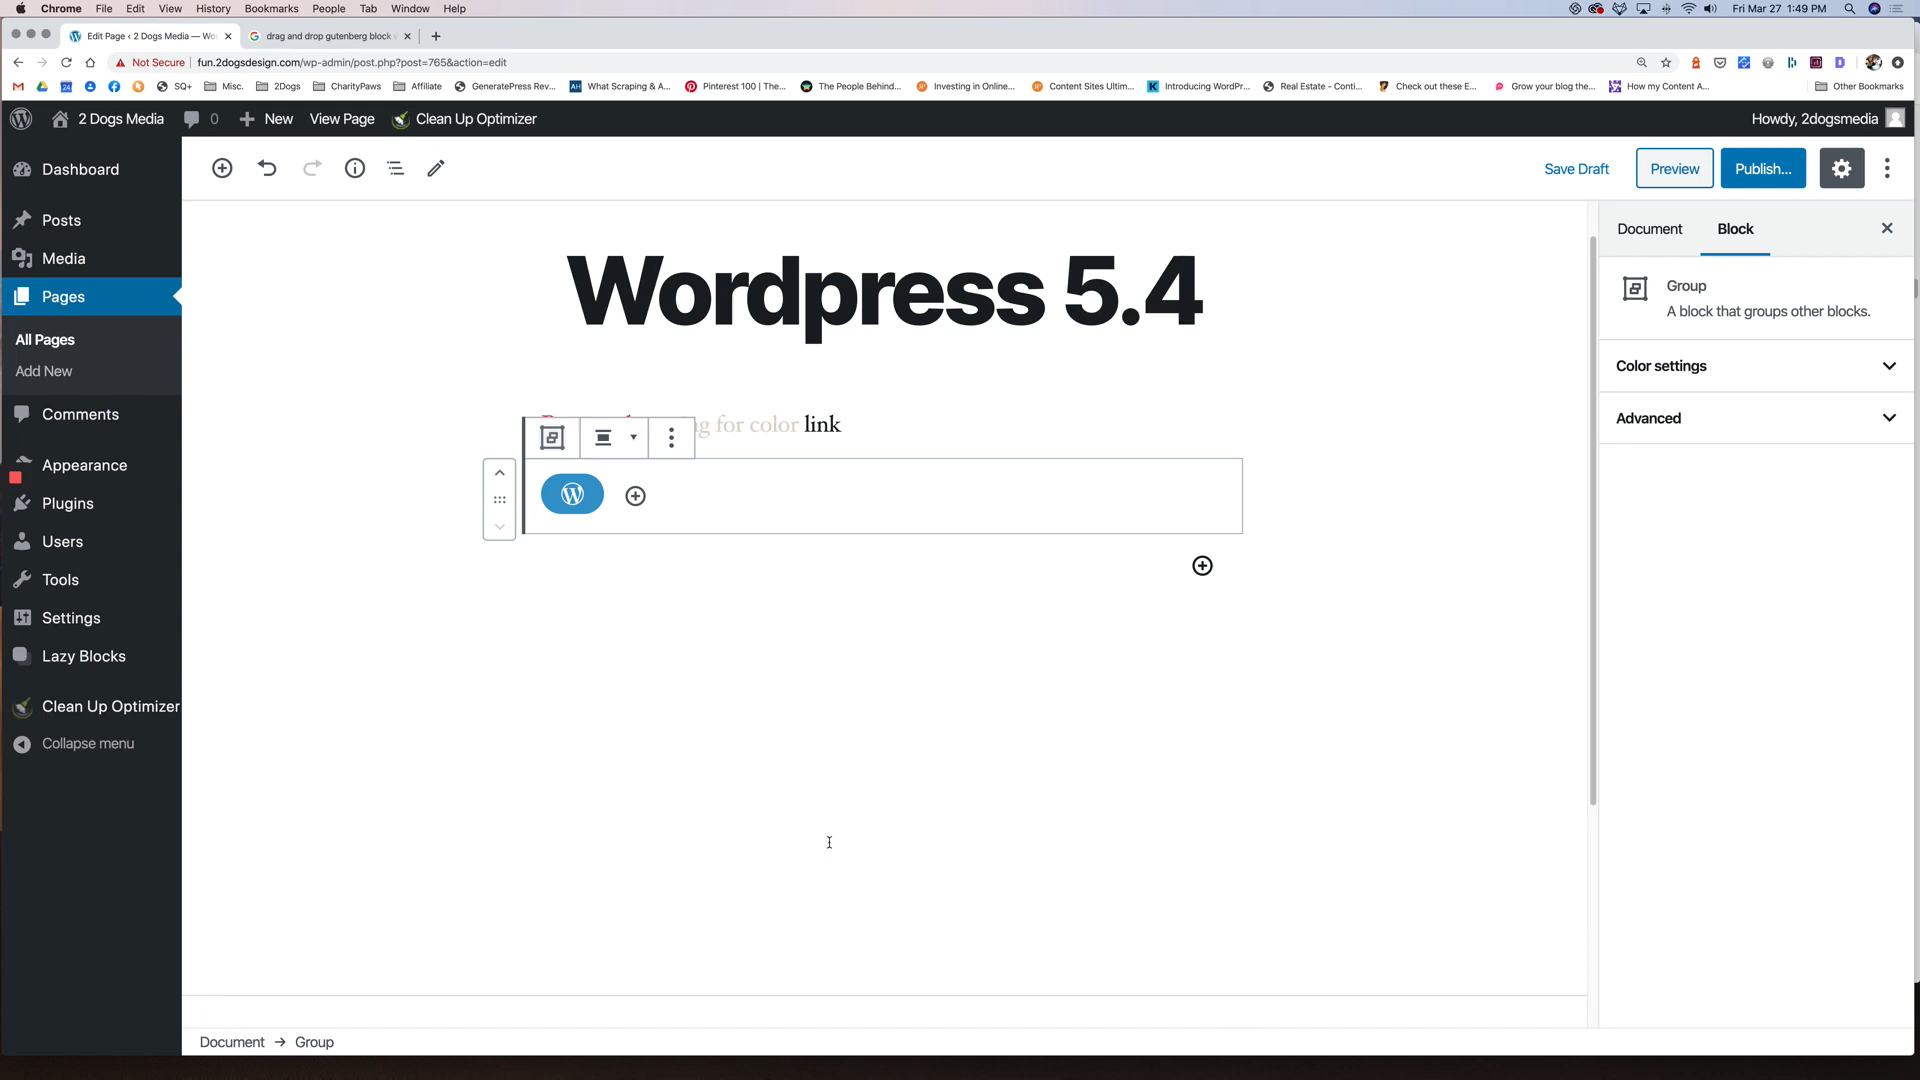 Chrome File Edit View History Bookmarks People Tab Window Help Fri Mar 27 1:49 PM
Edit Page ‹ 2 Dogs Media — Wor drag and drop gutenberg block
Not Secure fun.2dogsdesign.com/wp-admin/post.php?post=765&action=edit
SQ+ Misc. 2Dogs CharityPaws Affiliate GeneratePress Rev... What Scraping & A... Pinterest 100 | The... The People Behind... Investing in Online... Content Sites Ultim... Introducing WordPr... Real Estate - Conti... Check out these E... Grow your blog the... How my Content A... Other Bookmarks
2 Dogs Media 0 New View Page Clean Up Optimizer Howdy, 2dogsmedia
Dashboard
Posts
Media
Pages
All Pages
Add New
Comments
Appearance
Plugins
Users
Tools
Settings
Lazy Blocks
Clean Up Optimizer
Collapse menu
Save Draft Preview Publish...
Wordpress 5.4
for color link
Document Block
Group
A block that groups other blocks.
Color settings
Advanced
Document → Group